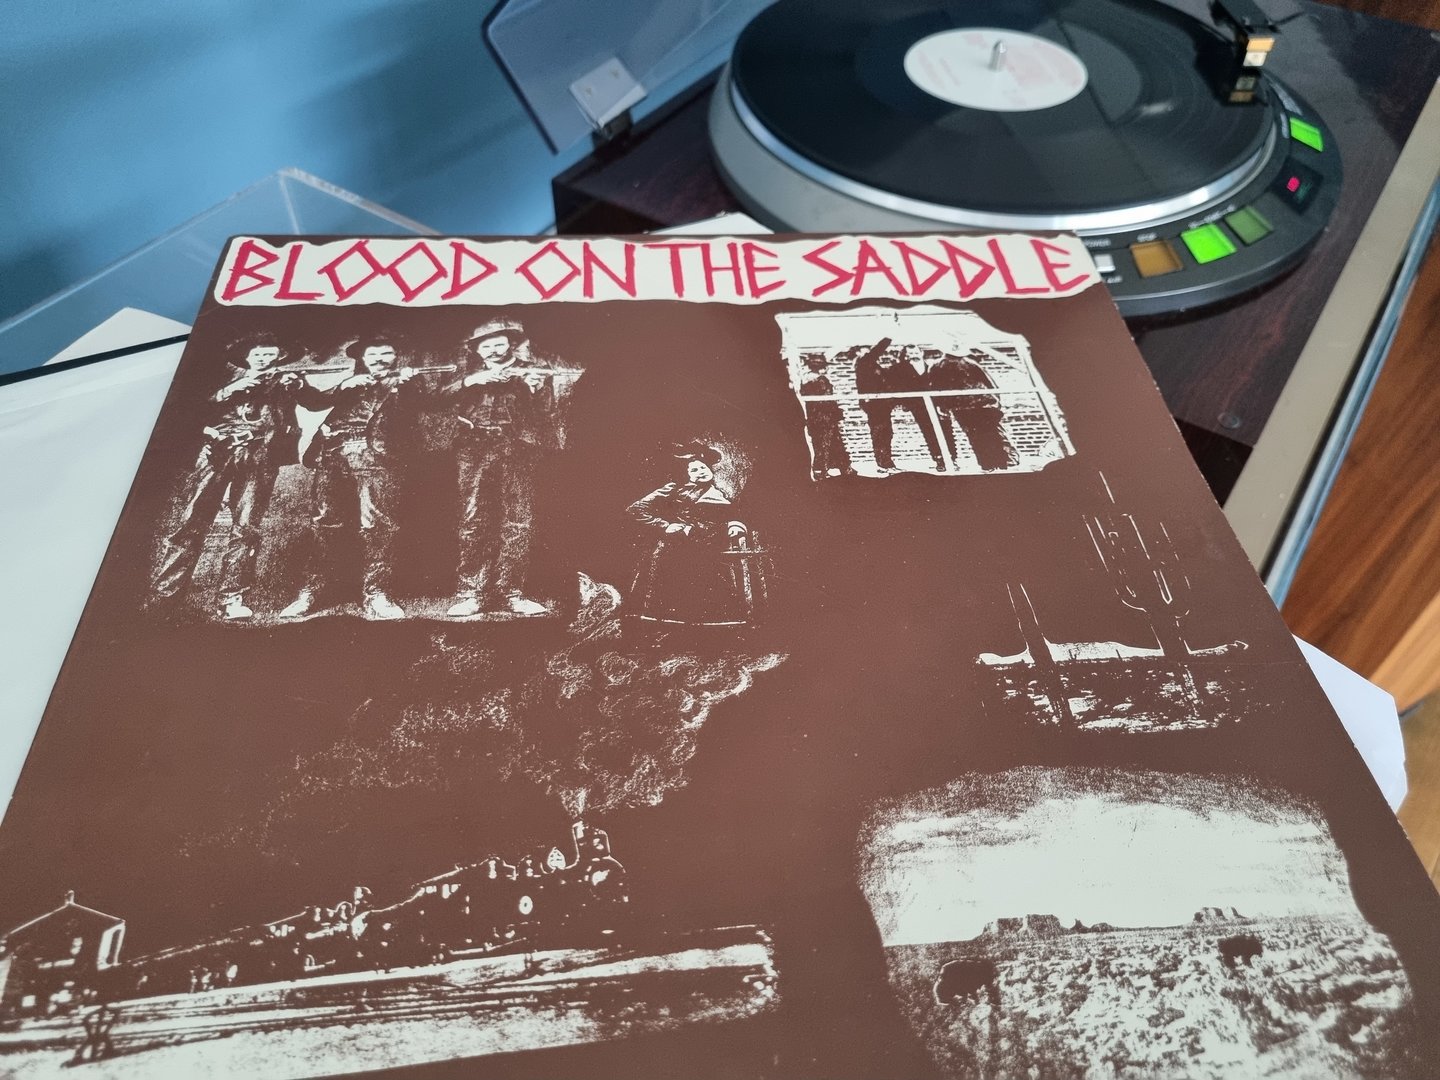 BLOOD ON THE SADDLE